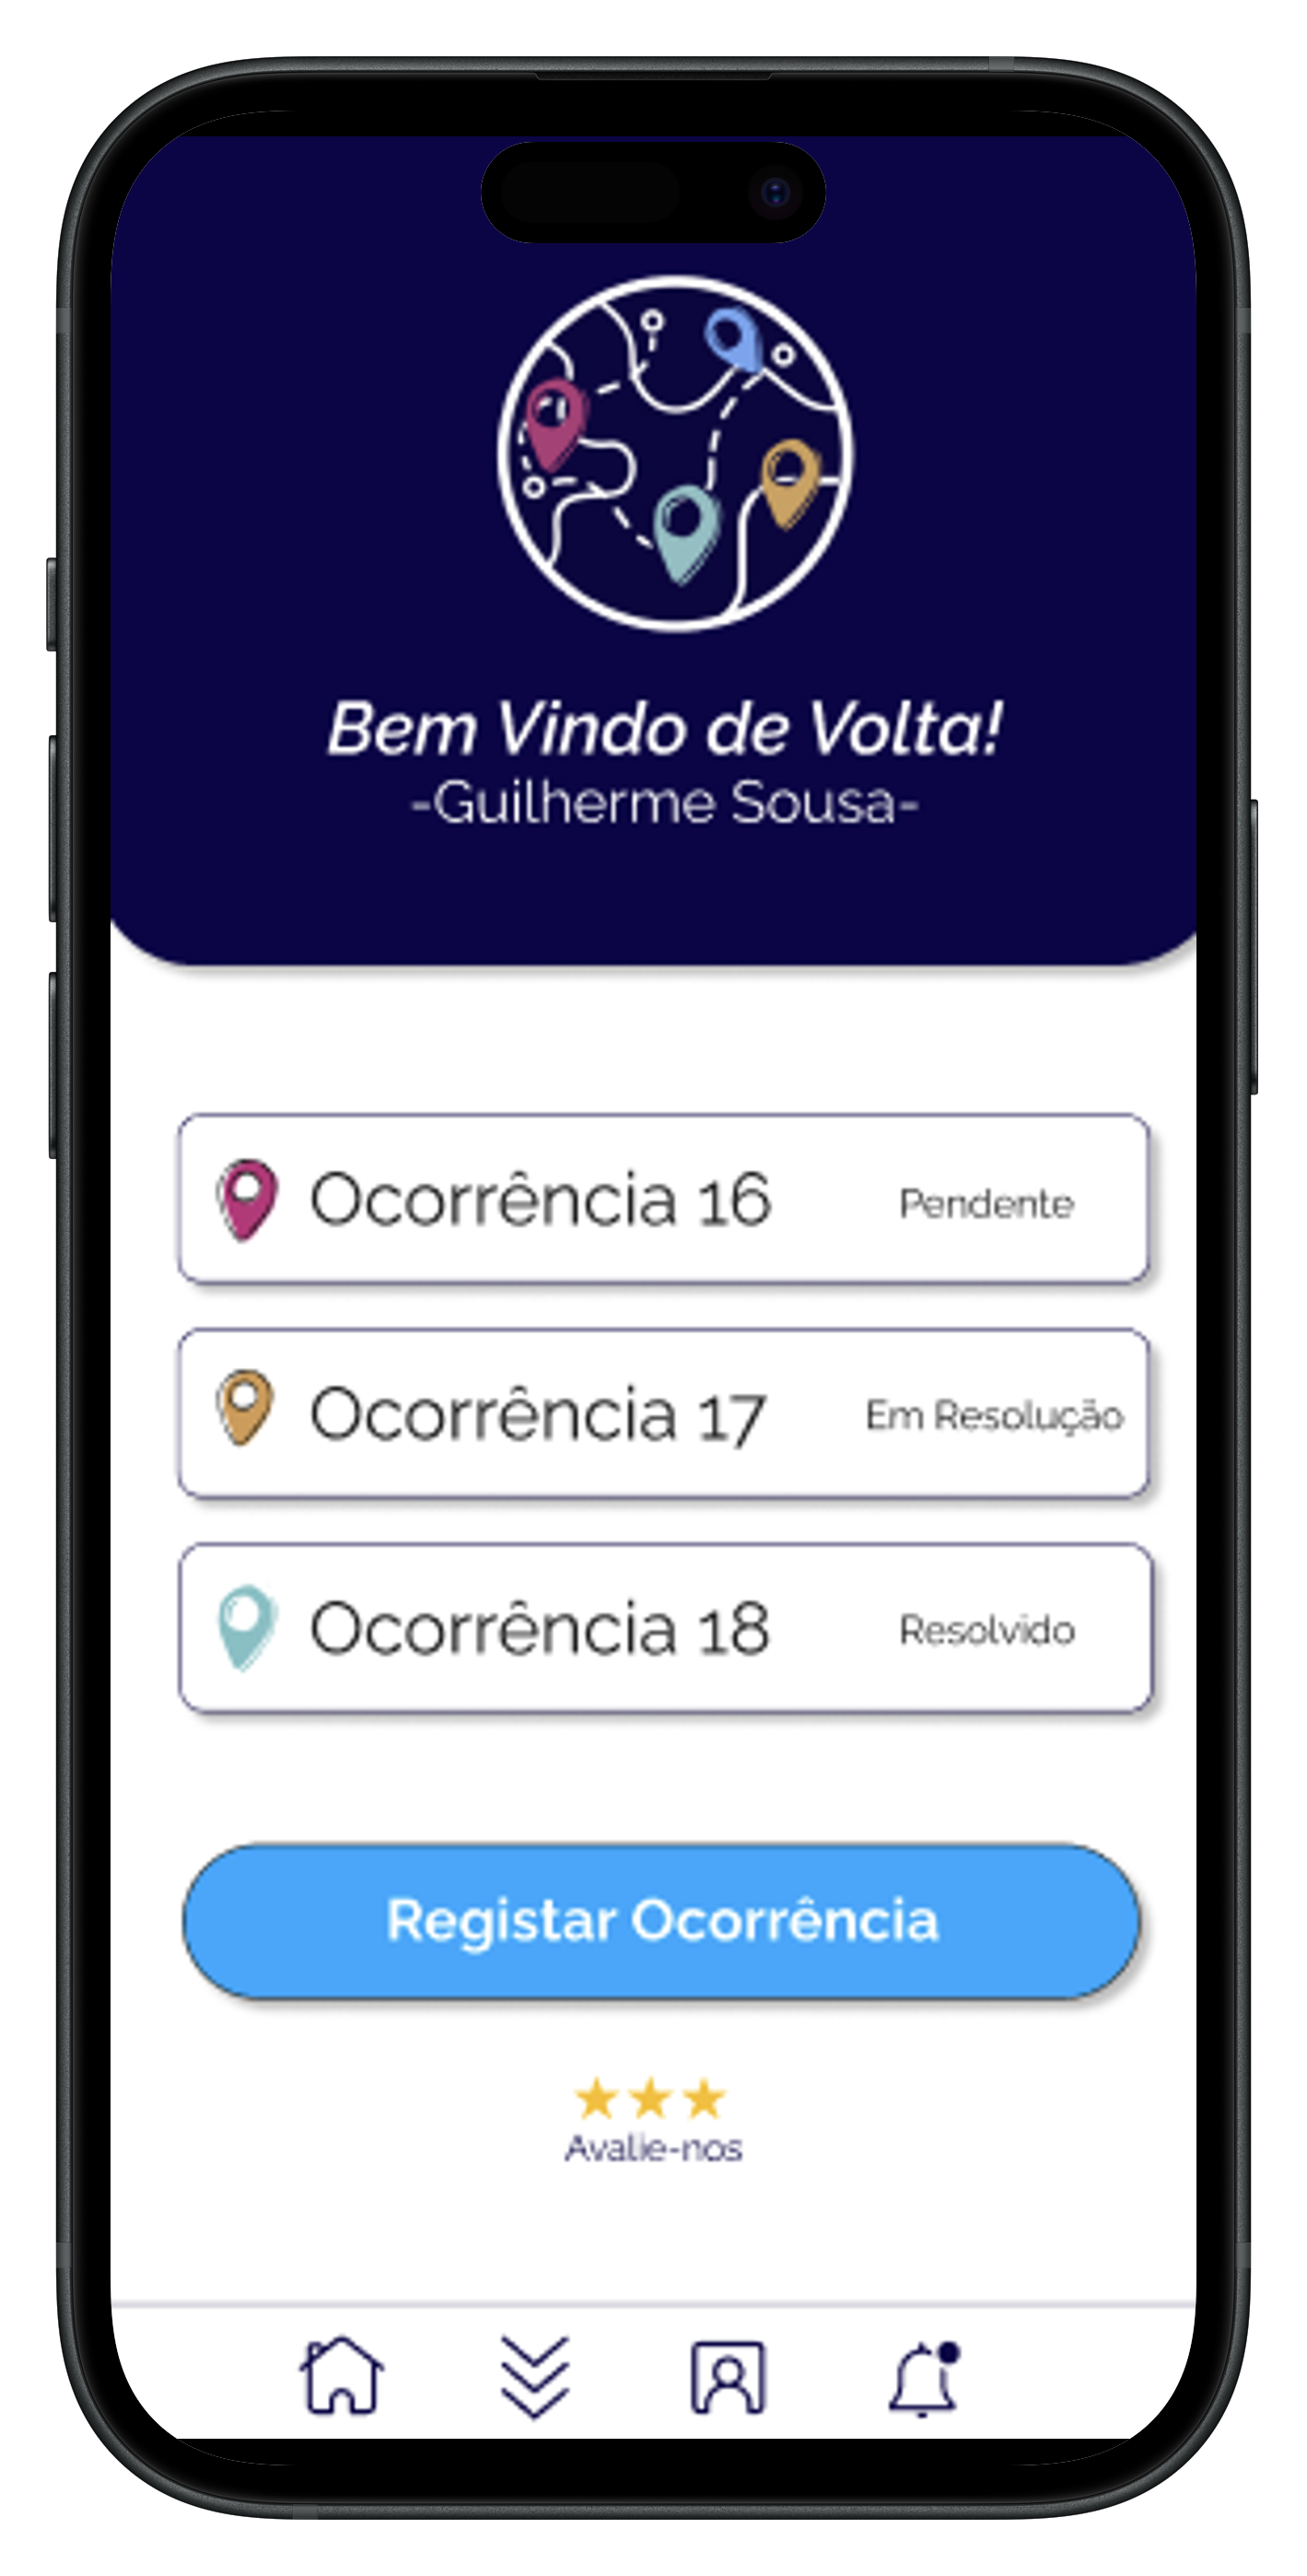 Bem Vindo de Volta!
-Guilherme Sousa-
Ocorrência 16 Pendente
Ocorrência 17 Em Resolução
Ocorrência 18 Resolvido
Registar Ocorrência
Avalie-nos